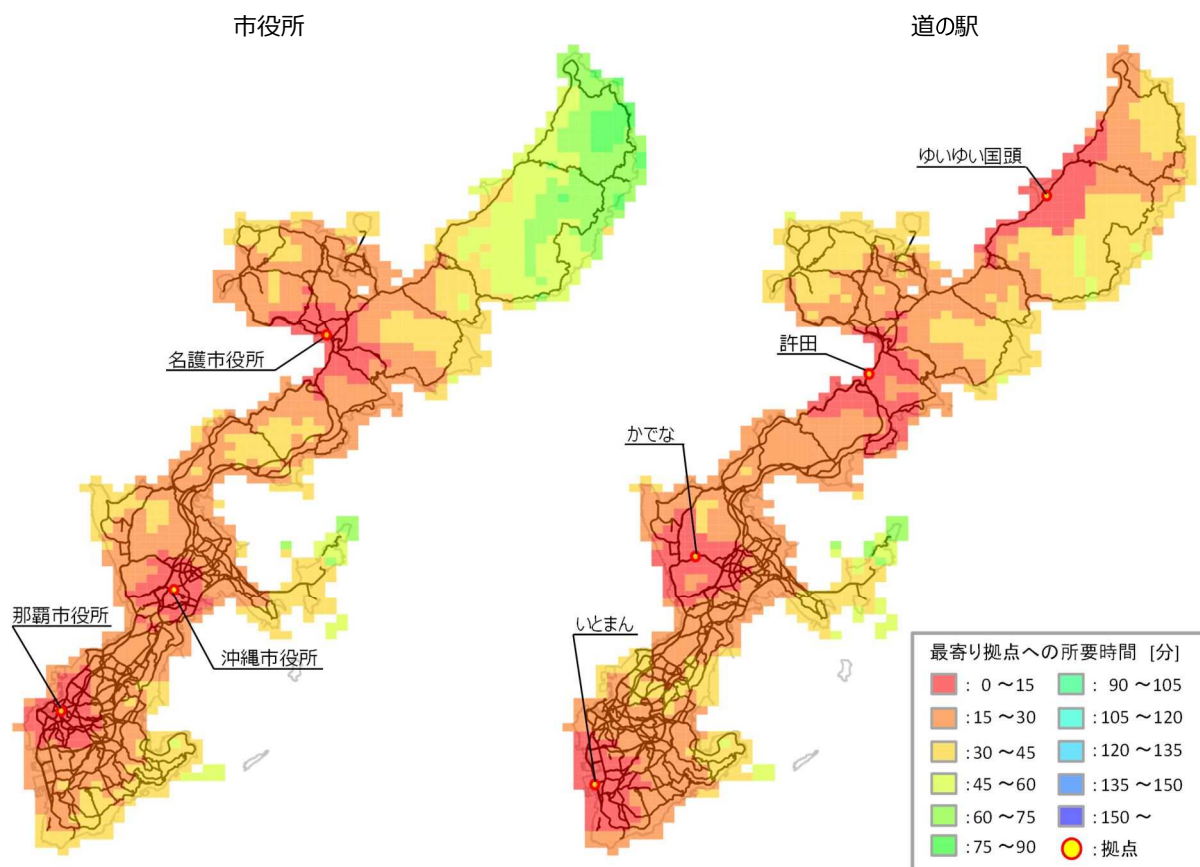 市役所
道の駅
ゆいゆい国頭
名護市役所
許田
かでな
那覇市役所
沖縄市役所
いとまん
最寄り拠点への所要時間 [分]
: 0 ～15
: 90 ～105
:15 ～30
:105 ～120
:30 ～45
:120 ～135
:45 ～60
:135 ～150
:60 ～75
:150 ～
:75 ～90
:拠点